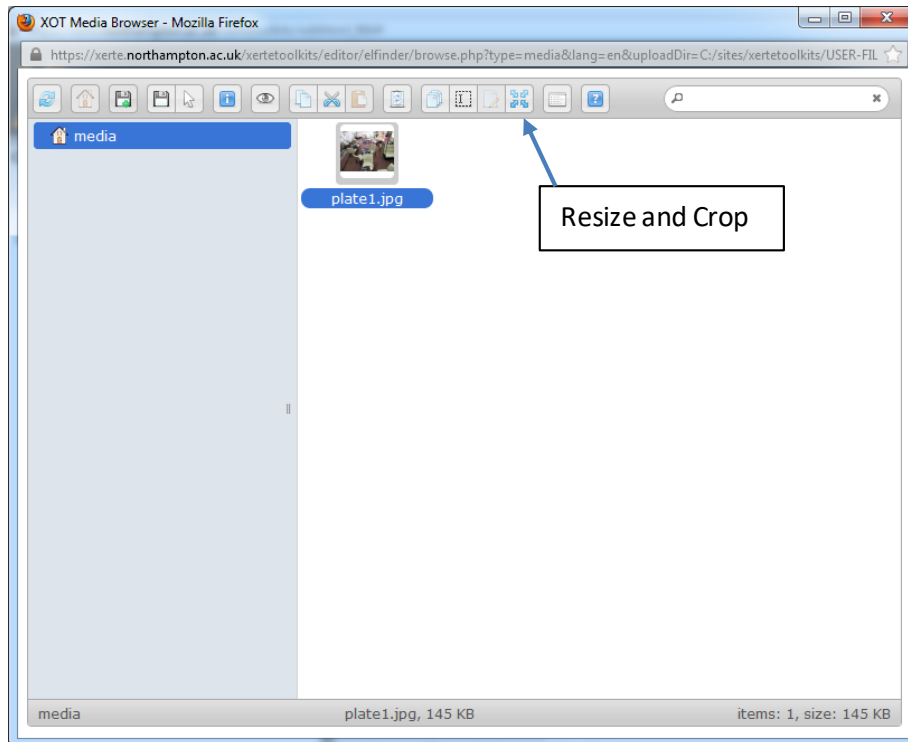 XOT Media Browser - Mozilla Firefox
https://xerte.northampton.ac.uk/xertetoolkits/editor/elfinder/browse.php?type=media&lang=en&uploadDir=C:/sites/xertetoolkits/USER-FIL
media
plate1.jpg
Resize and Crop
media
plate1.jpg, 145 KB
items: 1, size: 145 KB